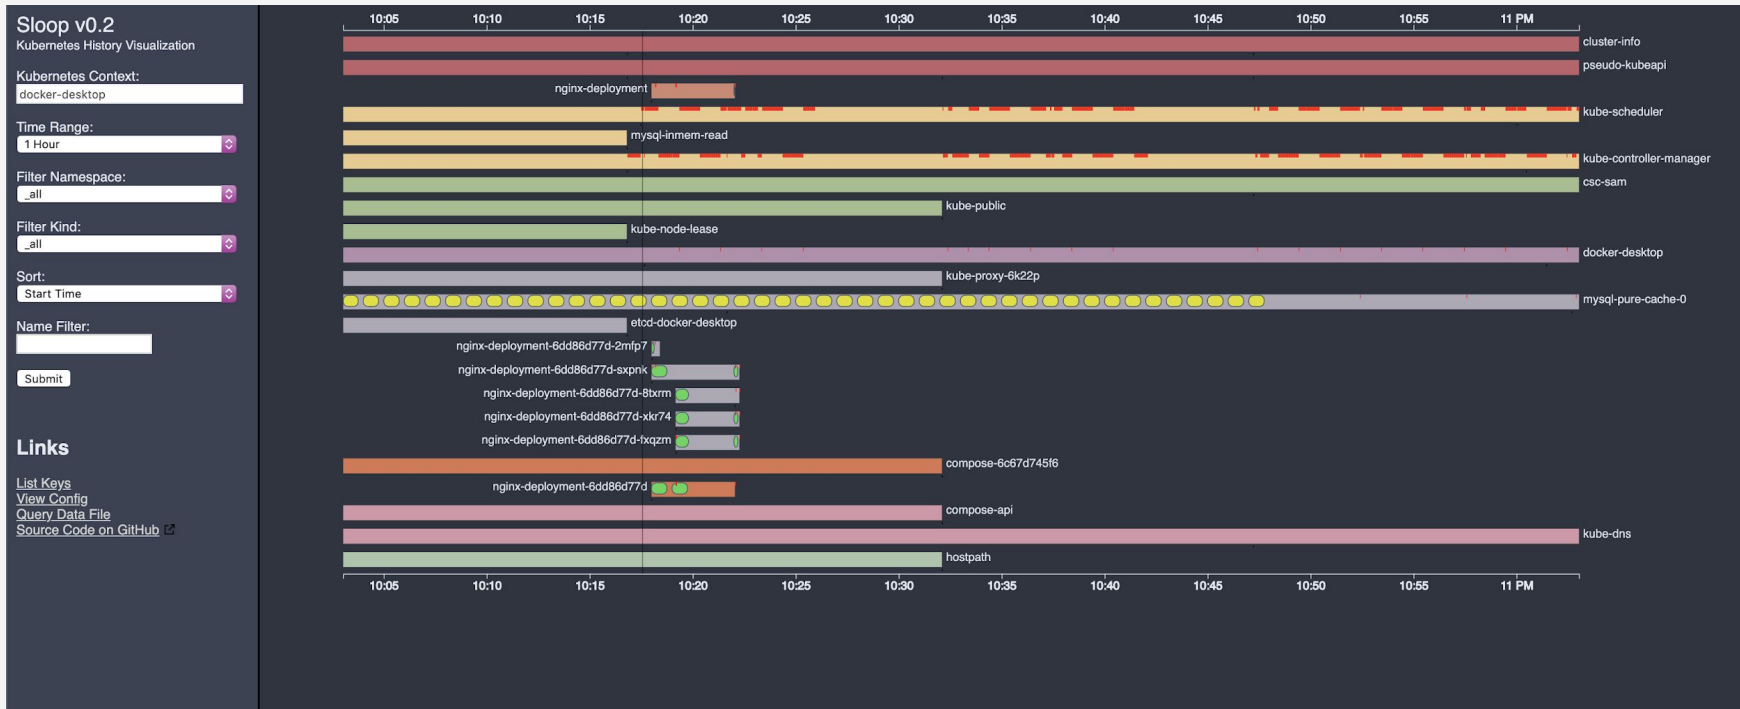 Sloop v0.2
Kubernetes History Visualization
Kubernetes Context:
docker-desktop
Time Range:
1 Hour
Filter Namespace:
_all
Filter Kind:
_all
Sort:
Start Time
Name Filter:
Submit
Links
List Keys
View Config
Query Data File
Source Code on GitHub
10:05 10:10 10:15 10:20 10:25 10:30 10:35 10:40 10:45 10:50 10:55 11 PM
cluster-info
pseudo-kubeapi
nginx-deployment
kube-scheduler
mysql-inmem-read
kube-controller-manager
csc-sam
kube-public
kube-node-lease
docker-desktop
kube-proxy-6k22p
mysql-pure-cache-0
etcd-docker-desktop
nginx-deployment-6dd86d77d-2mfp7
nginx-deployment-6dd86d77d-sxpnk
nginx-deployment-6dd86d77d-8txrm
nginx-deployment-6dd86d77d-xkr74
nginx-deployment-6dd86d77d-fxqzm
compose-6c67d745f6
nginx-deployment-6dd86d77d
compose-api
kube-dns
hostpath
10:05 10:10 10:15 10:20 10:25 10:30 10:35 10:40 10:45 10:50 10:55 11 PM